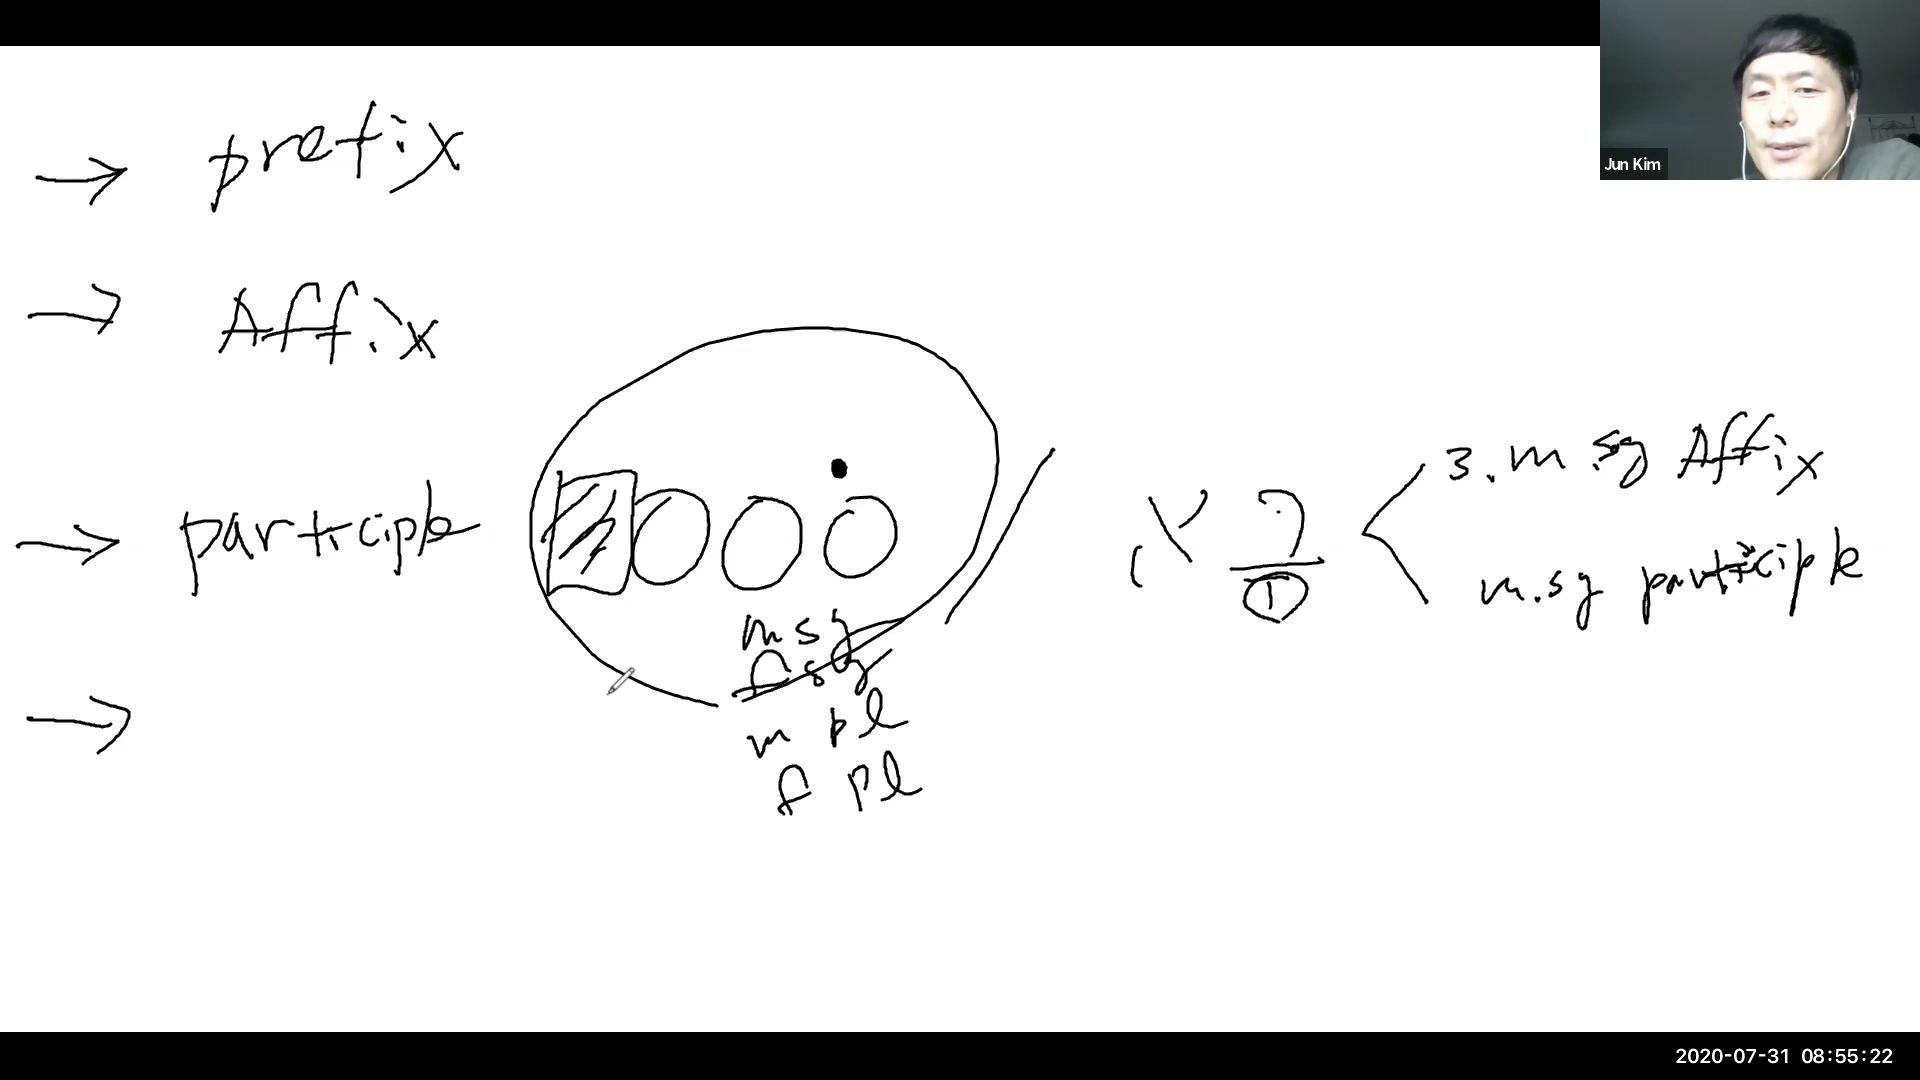 → prefix
→ Affix
→ participle
m sg
f sg
m pl
f pl
→
3. m sg Affix
m. sg participle
①
Jun Kim
2020-07-31 08:55:22